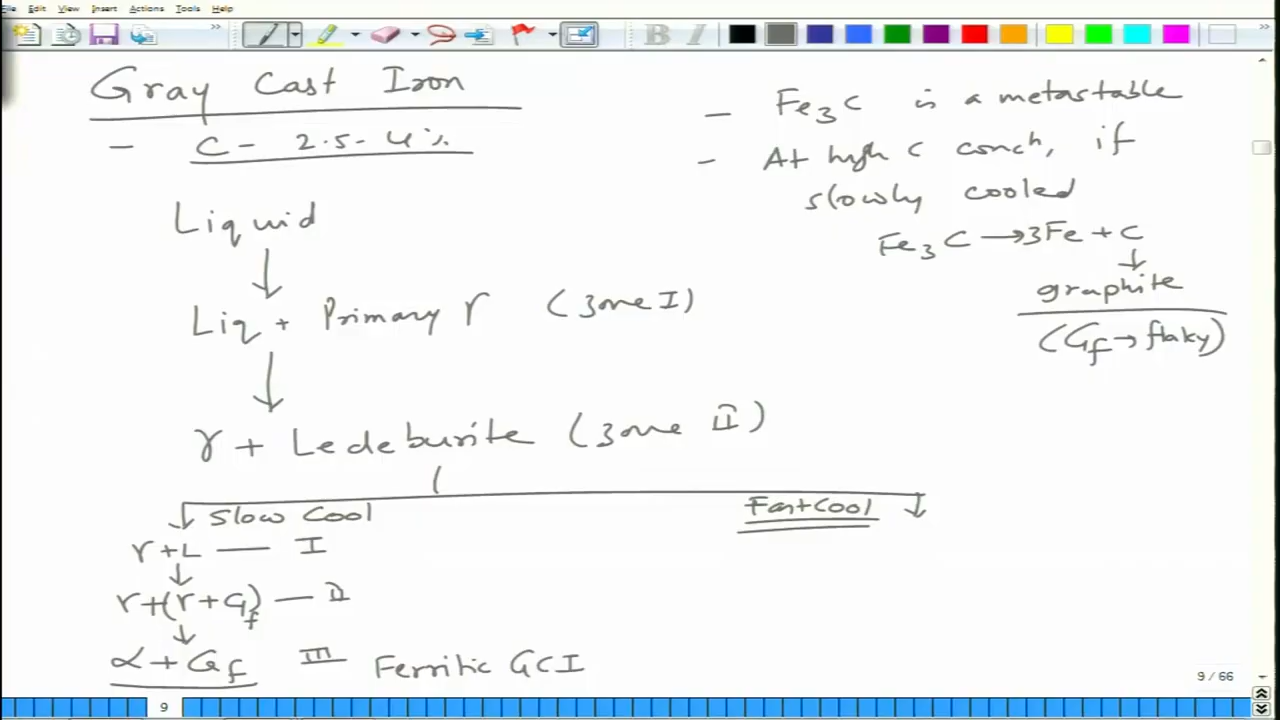 File Edit View Insert Actions Tools Help
Gray Cast Iron
- C - 2.5-4%
Liquid
↓
Liq + Primary γ (zone I)
↓
γ + Ledeburite (zone II)
Slow Cool
γ+L — I
↓
γ+(γ+Gf) — II
↓
α+Gf III Ferritic GCI
Fast Cool ↓
- Fe3C is a metastable
- At high C conc^n, if
slowly cooled
Fe3C → 3Fe + C
↓
graphite
(Gf → flaky)
9 / 66
9